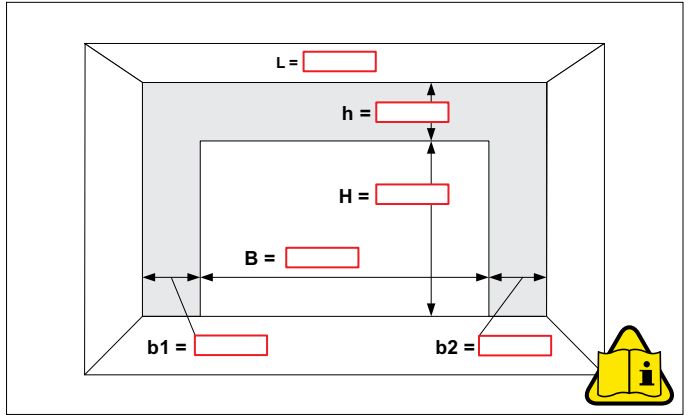 L =
h =
H =
B =
b1 =
b2 =
i